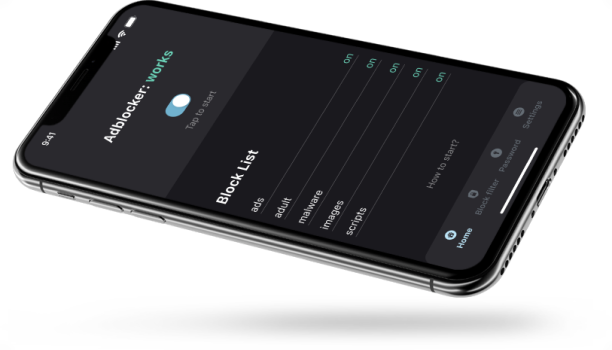 9:41
Adblocker: works
Tap to start
Block List
ads on
adult on
malware on
images on
scripts on
How to start?
Home
Block filter
Password
Settings